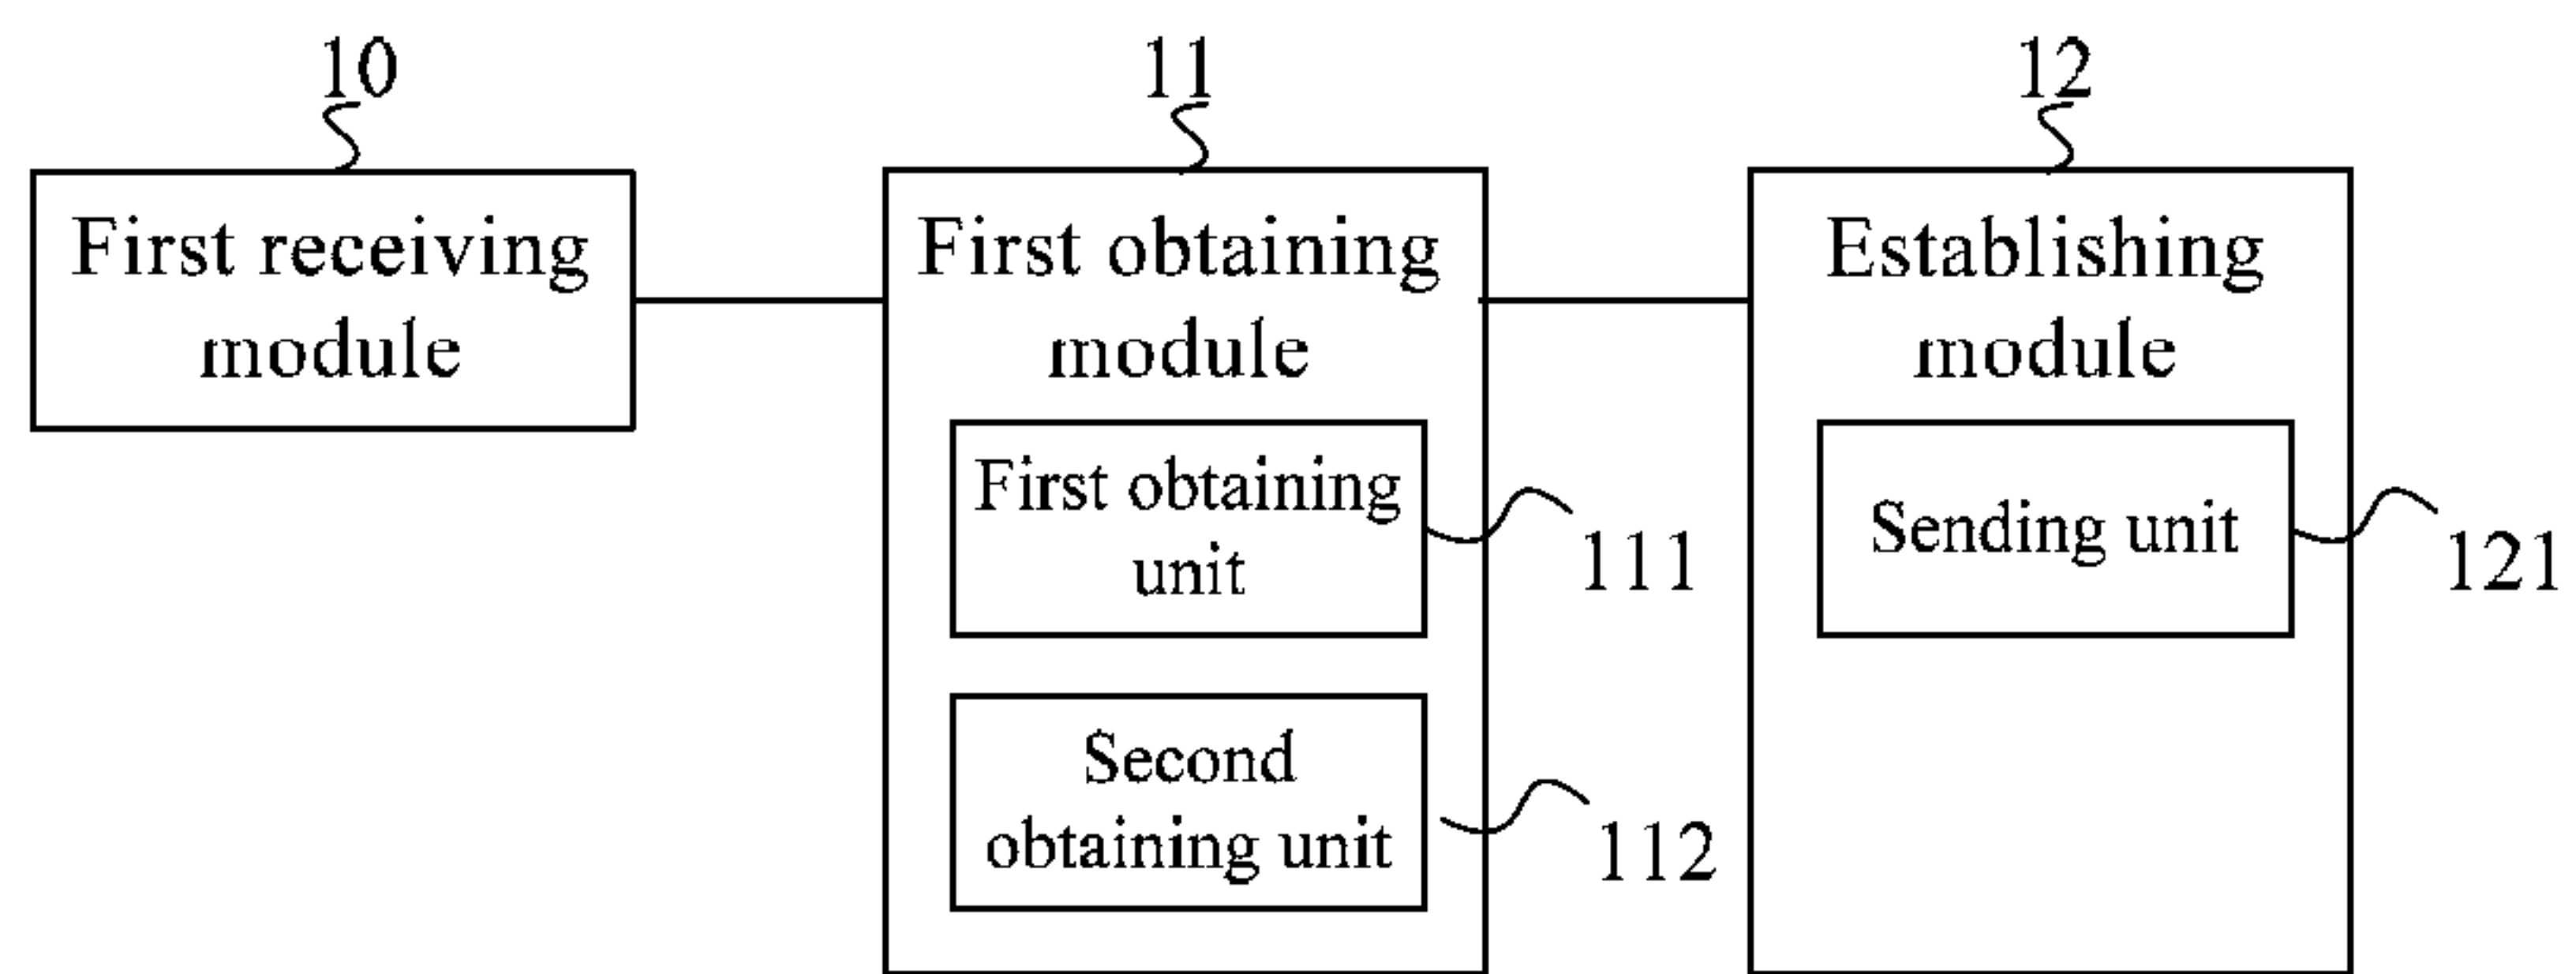 10
11
12
First receiving
module
First obtaining
module
Establishing
module
First obtaining
unit
111
Sending unit
121
Second
obtaining unit
112